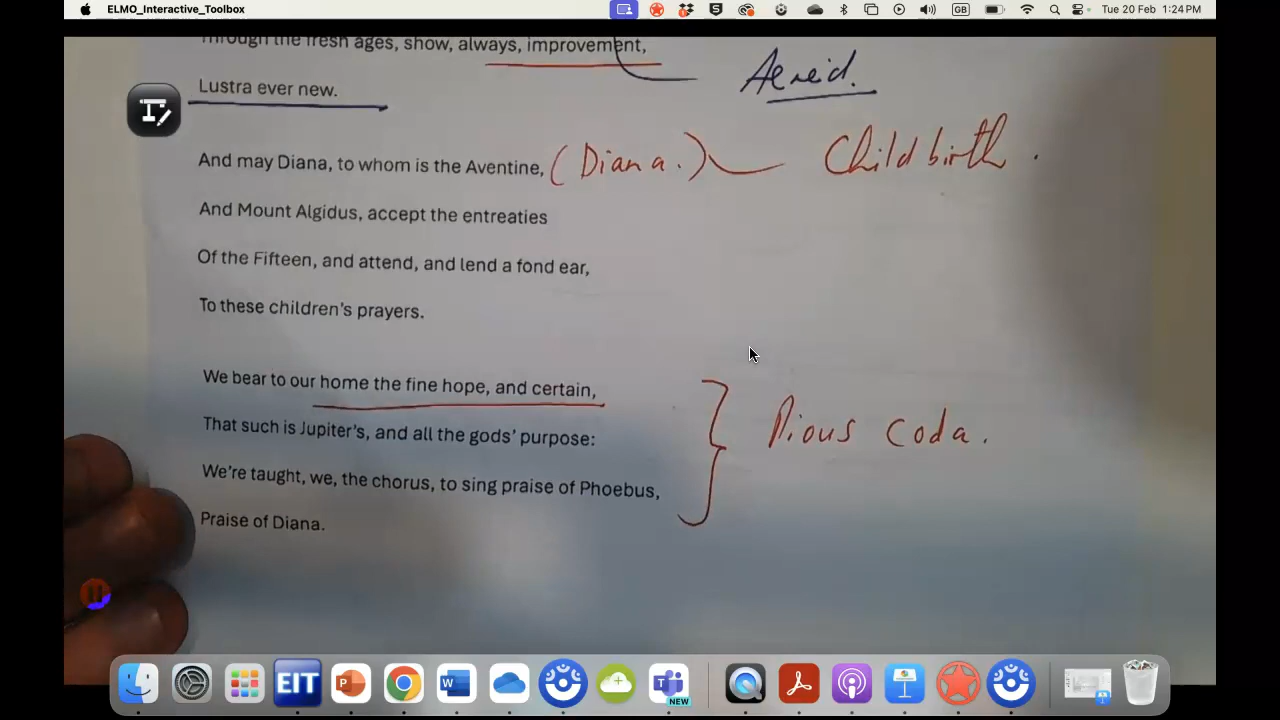 ELMO_Interactive_Toolbox
GB
Tue 20 Feb 1:24 PM
Through the fresh ages, show, always, improvement,
Aeneid.
Lustra ever new.
And may Diana, to whom is the Aventine, (Diana.) Childbirth.
And Mount Algidus, accept the entreaties
Of the Fifteen, and attend, and lend a fond ear,
To these children's prayers.
We bear to our home the fine hope, and certain,
That such is Jupiter's, and all the gods' purpose:
Pious coda.
We're taught, we, the chorus, to sing praise of Phoebus,
Praise of Diana.
EIT
P
W
T
NEW